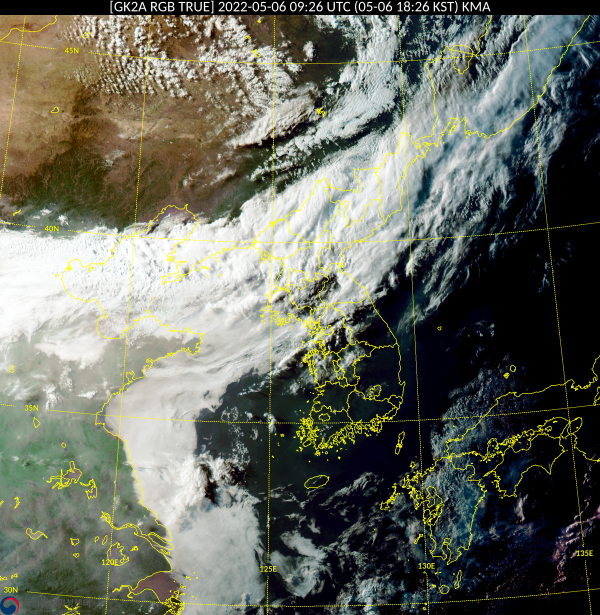 [GK2A RGB TRUE] 2022-05-06 09:26 UTC (05-06 18:26 KST) KMA
45N
40N
35N
120E
125E
130E
135E
30N